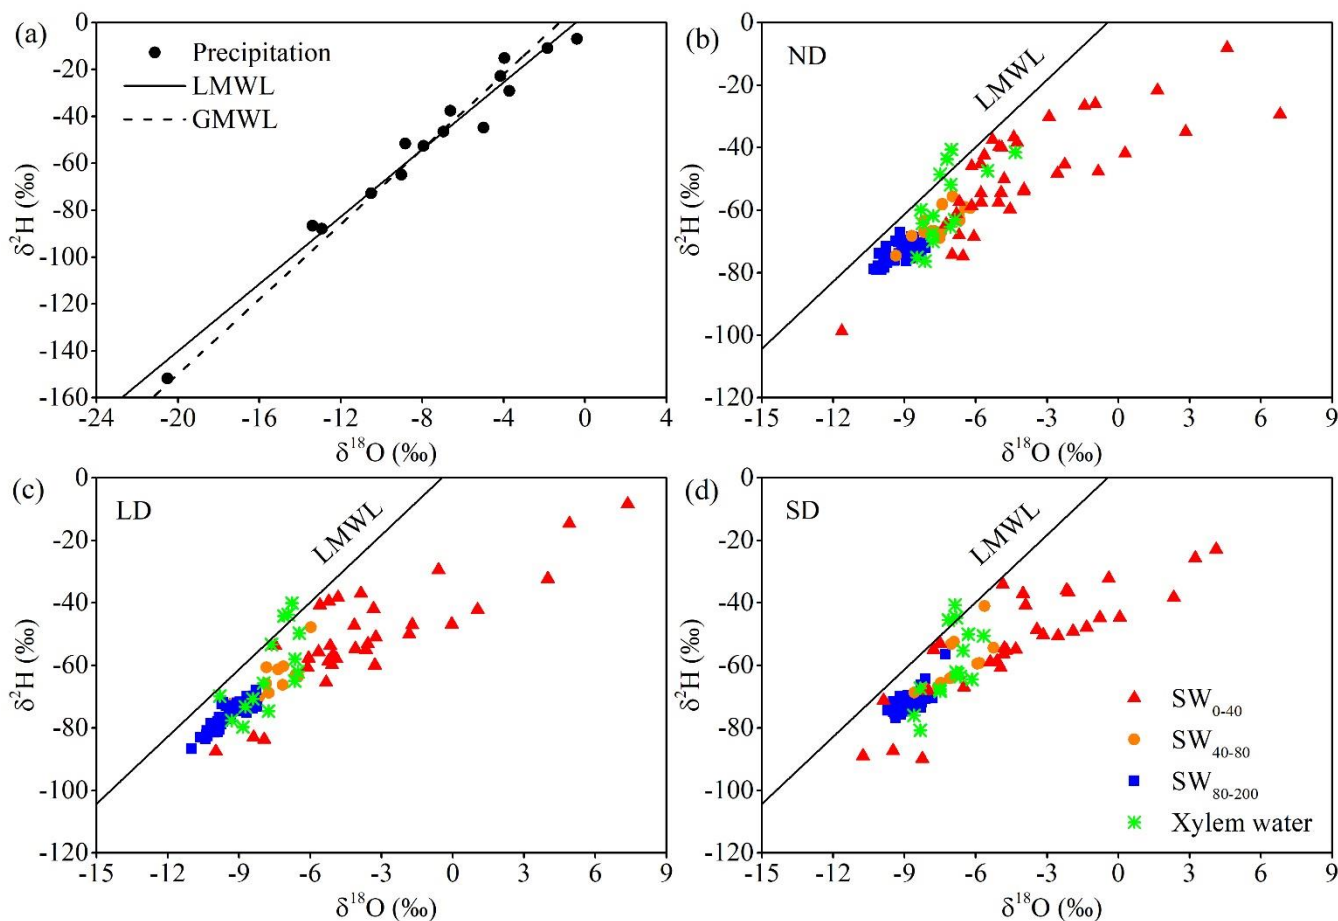 (a)
0
-20
-40
-60
-80
-100
-120
-140
-160
δ²H (‰)
Precipitation
LMWL
GMWL
-24 -20 -16 -12 -8 -4 0 4
δ¹⁸O (‰)
(b)
ND
LMWL
0
-20
-40
-60
-80
-100
-120
δ²H (‰)
-15 -12 -9 -6 -3 0 3 6 9
δ¹⁸O (‰)
(c)
LD
LMWL
0
-20
-40
-60
-80
-100
-120
δ²H (‰)
-15 -12 -9 -6 -3 0 3 6 9
δ¹⁸O (‰)
(d)
SD
LMWL
0
-20
-40
-60
-80
-100
-120
δ²H (‰)
SW₀₋₄₀
SW₄₀₋₈₀
SW₈₀₋₂₀₀
Xylem water
-15 -12 -9 -6 -3 0 3 6 9
δ¹⁸O (‰)